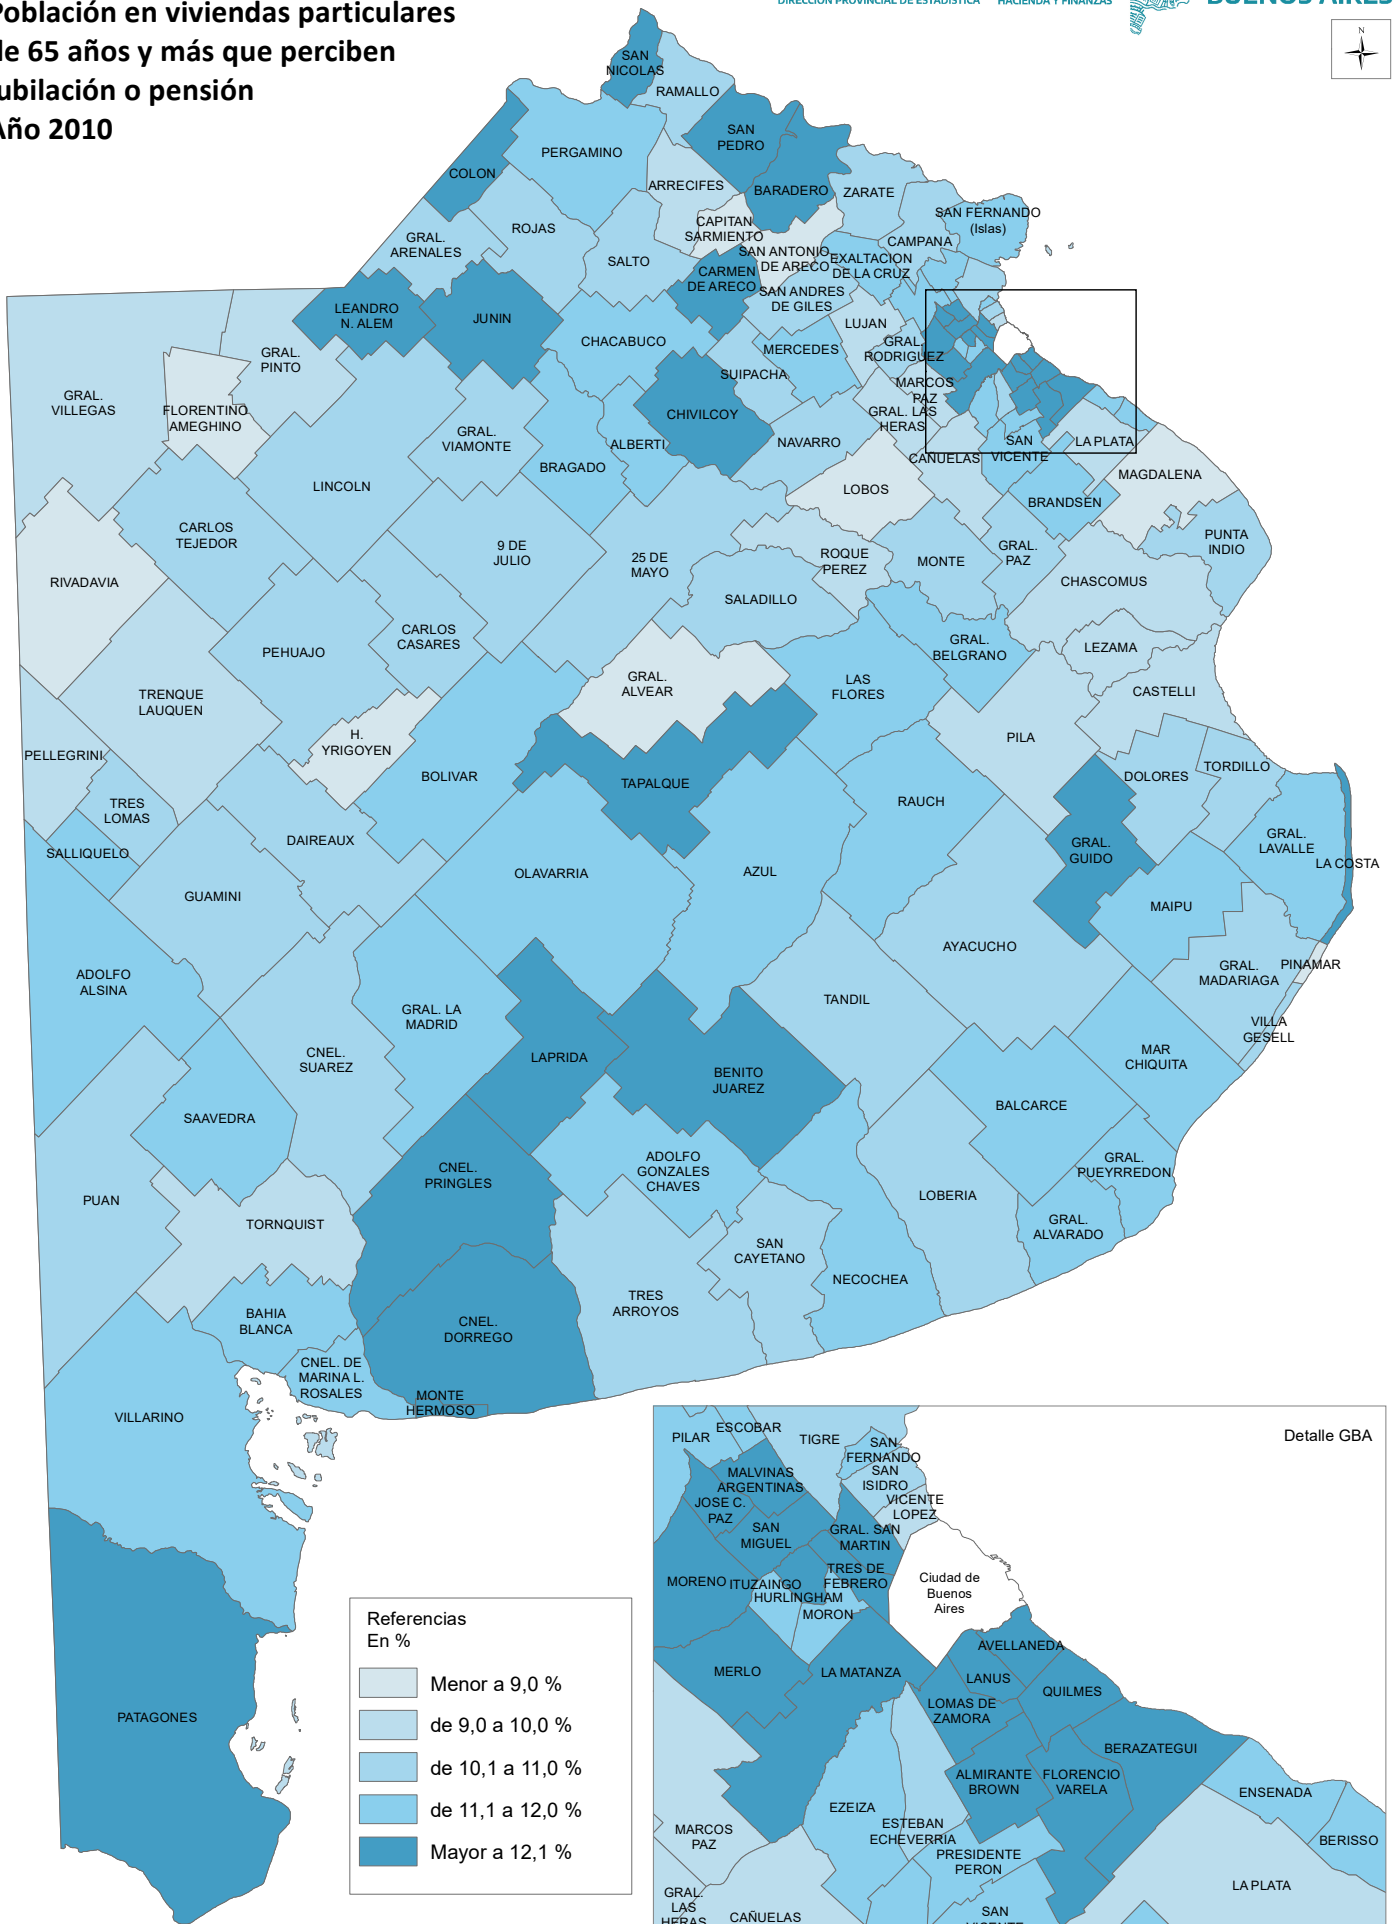 Población en viviendas particulares
de 65 años y más que perciben
jubilación o pensión
Año 2010
DIRECCIÓN PROVINCIAL DE ESTADÍSTICA
HACIENDA Y FINANZAS
BUENOS AIRES
N
SAN
NICOLAS
RAMALLO
SAN
PEDRO
PERGAMINO
COLON
ARRECIFES
BARADERO
ZARATE
SAN FERNANDO
(Islas)
CAPITAN
SARMIENTO
ROJAS
GRAL.
ARENALES
SALTO
SAN ANTONIO
DE ARECO
CAMPANA
EXALTACION
DE LA CRUZ
CARMEN
DE ARECO
SAN ANDRES
DE GILES
LEANDRO
N. ALEM
JUNIN
CHACABUCO
LUJAN
MERCEDES
GRAL.
RODRIGUEZ
GRAL.
PINTO
SUIPACHA
MARCOS
PAZ
GRAL.
VILLEGAS
FLORENTINO
AMEGHINO
CHIVILCOY
GRAL. LAS
HERAS
GRAL.
VIAMONTE
ALBERTI
NAVARRO
SAN
VICENTE
LA PLATA
BRAGADO
CAÑUELAS
MAGDALENA
LINCOLN
LOBOS
BRANDSEN
CARLOS
TEJEDOR
9 DE
JULIO
25 DE
MAYO
ROQUE
PEREZ
MONTE
GRAL.
PAZ
PUNTA
INDIO
RIVADAVIA
CHASCOMUS
SALADILLO
CARLOS
CASARES
PEHUAJO
GRAL.
BELGRANO
LEZAMA
TRENQUE
LAUQUEN
GRAL.
ALVEAR
LAS
FLORES
CASTELLI
H.
YRIGOYEN
PILA
PELLEGRINI
BOLIVAR
TAPALQUE
DOLORES
TORDILLO
TRES
LOMAS
RAUCH
DAIREAUX
GRAL.
GUIDO
GRAL.
LAVALLE
SALLIQUELO
LA COSTA
OLAVARRIA
AZUL
GUAMINI
MAIPU
AYACUCHO
ADOLFO
ALSINA
GRAL.
MADARIAGA
PINAMAR
TANDIL
GRAL. LA
MADRID
VILLA
GESELL
CNEL.
SUAREZ
LAPRIDA
MAR
CHIQUITA
BENITO
JUAREZ
BALCARCE
SAAVEDRA
ADOLFO
GONZALES
CHAVES
CNEL.
PRINGLES
GRAL.
PUEYRREDON
PUAN
LOBERIA
TORNQUIST
GRAL.
ALVARADO
SAN
CAYETANO
NECOCHEA
TRES
ARROYOS
BAHIA
BLANCA
CNEL.
DORREGO
CNEL. DE
MARINA L.
ROSALES
MONTE
HERMOSO
VILLARINO
PATAGONES
Referencias
En %
Menor a 9,0 %
de 9,0 a 10,0 %
de 10,1 a 11,0 %
de 11,1 a 12,0 %
Mayor a 12,1 %
Detalle GBA
PILAR
ESCOBAR
TIGRE
SAN
FERNANDO
SAN
ISIDRO
MALVINAS
ARGENTINAS
JOSE C.
PAZ
VICENTE
LOPEZ
SAN
MIGUEL
GRAL. SAN
MARTIN
MORENO
ITUZAINGO
HURLINGHAM
TRES DE
FEBRERO
MORON
Ciudad de
Buenos
Aires
AVELLANEDA
MERLO
LA MATANZA
LANUS
QUILMES
LOMAS DE
ZAMORA
BERAZATEGUI
ALMIRANTE
BROWN
FLORENCIO
VARELA
ENSENADA
EZEIZA
ESTEBAN
ECHEVERRIA
MARCOS
PAZ
BERISSO
PRESIDENTE
PERON
LA PLATA
GRAL.
LAS
HERAS
CAÑUELAS
SAN
VICENTE